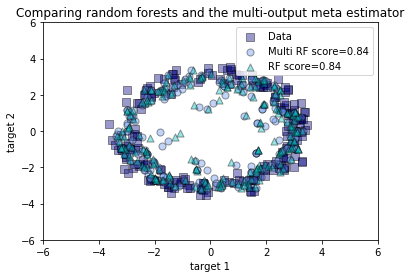 Comparing random forests and the multi-output meta estimator
Data
Multi RF score=0.84
RF score=0.84
6
4
2
0
−2
−4
−6
target 2
−6 −4 −2 0 2 4 6
target 1